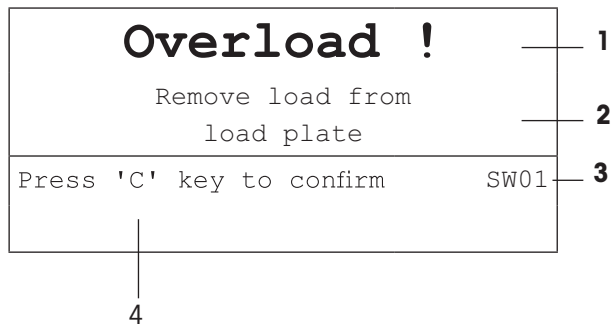 Overload ! 1
Remove load from
load plate 2
Press 'C' key to confirm SW01 3
4